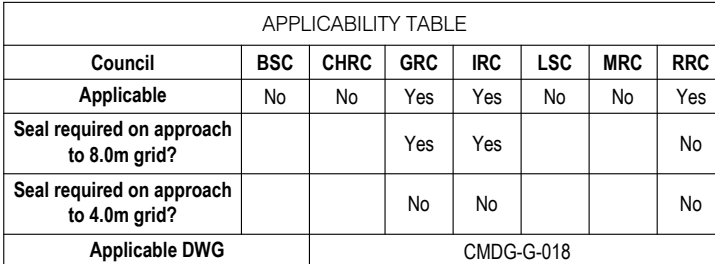 APPLICABILITY TABLE
Council BSC CHRC GRC IRC LSC MRC RRC
Applicable No No Yes Yes No No Yes
Seal required on approach
to 8.0m grid? Yes Yes No
Seal required on approach
to 4.0m grid? No No No
Applicable DWG CMDG-G-018